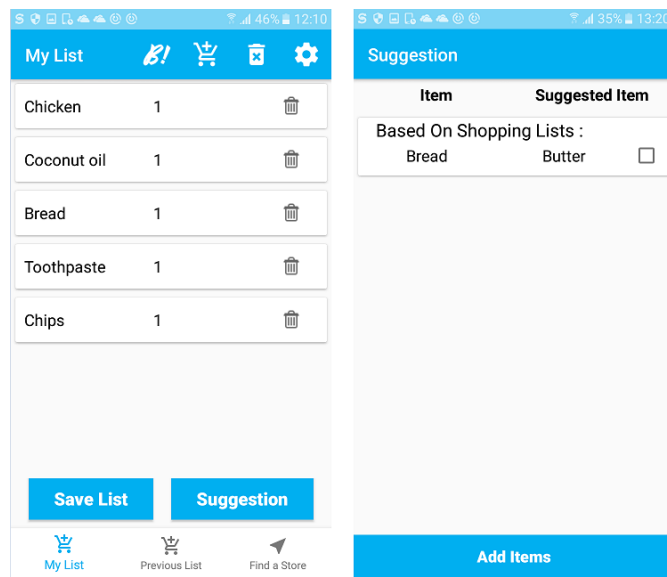 46% 12:10
My List B!
Chicken 1
Coconut oil 1
Bread 1
Toothpaste 1
Chips 1
Save List Suggestion
My List Previous List Find a Store
S 35% 13:20
Suggestion
Item Suggested Item
Based On Shopping Lists :
Bread Butter
Add Items